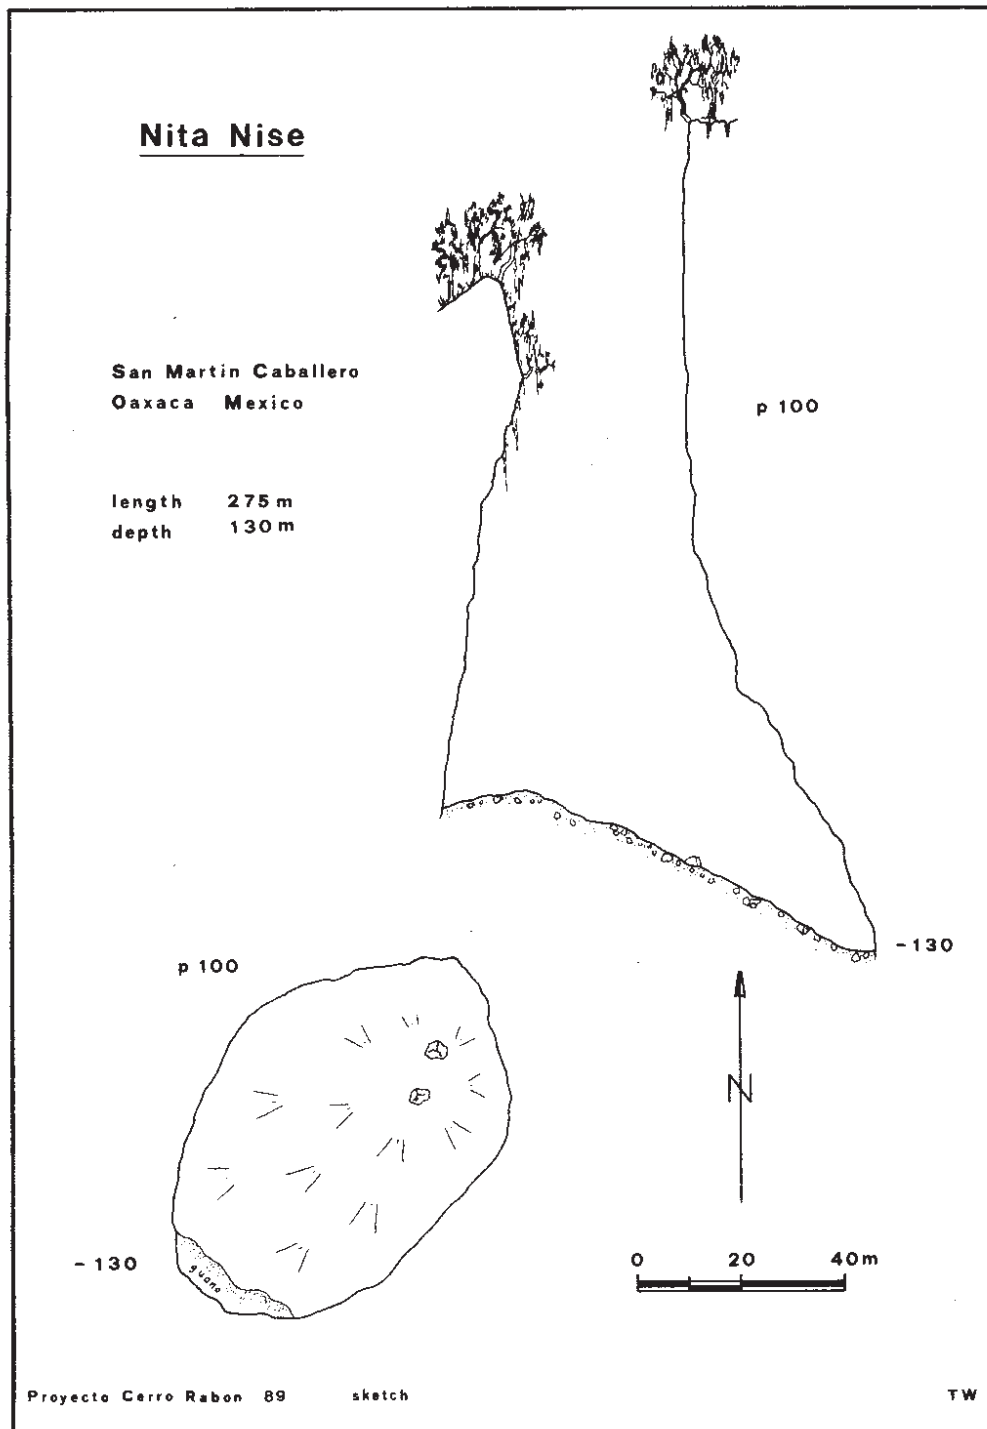 Nita Nise
San Martin Caballero
Oaxaca Mexico
length 275 m
depth 130 m
p 100
-130
p 100
N
-130
guano
0 20 40m
Proyecto Cerro Rabon 89 sketch TW